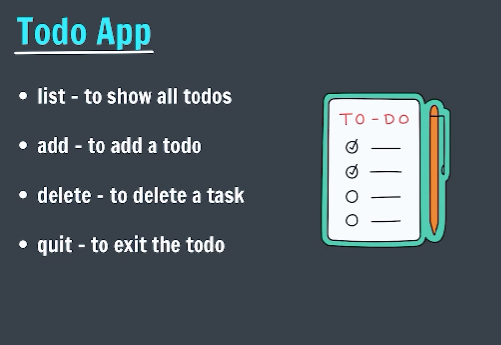 Todo App
• list - to show all todos
• add - to add a todo
• delete - to delete a task
• quit - to exit the todo
TO-DO